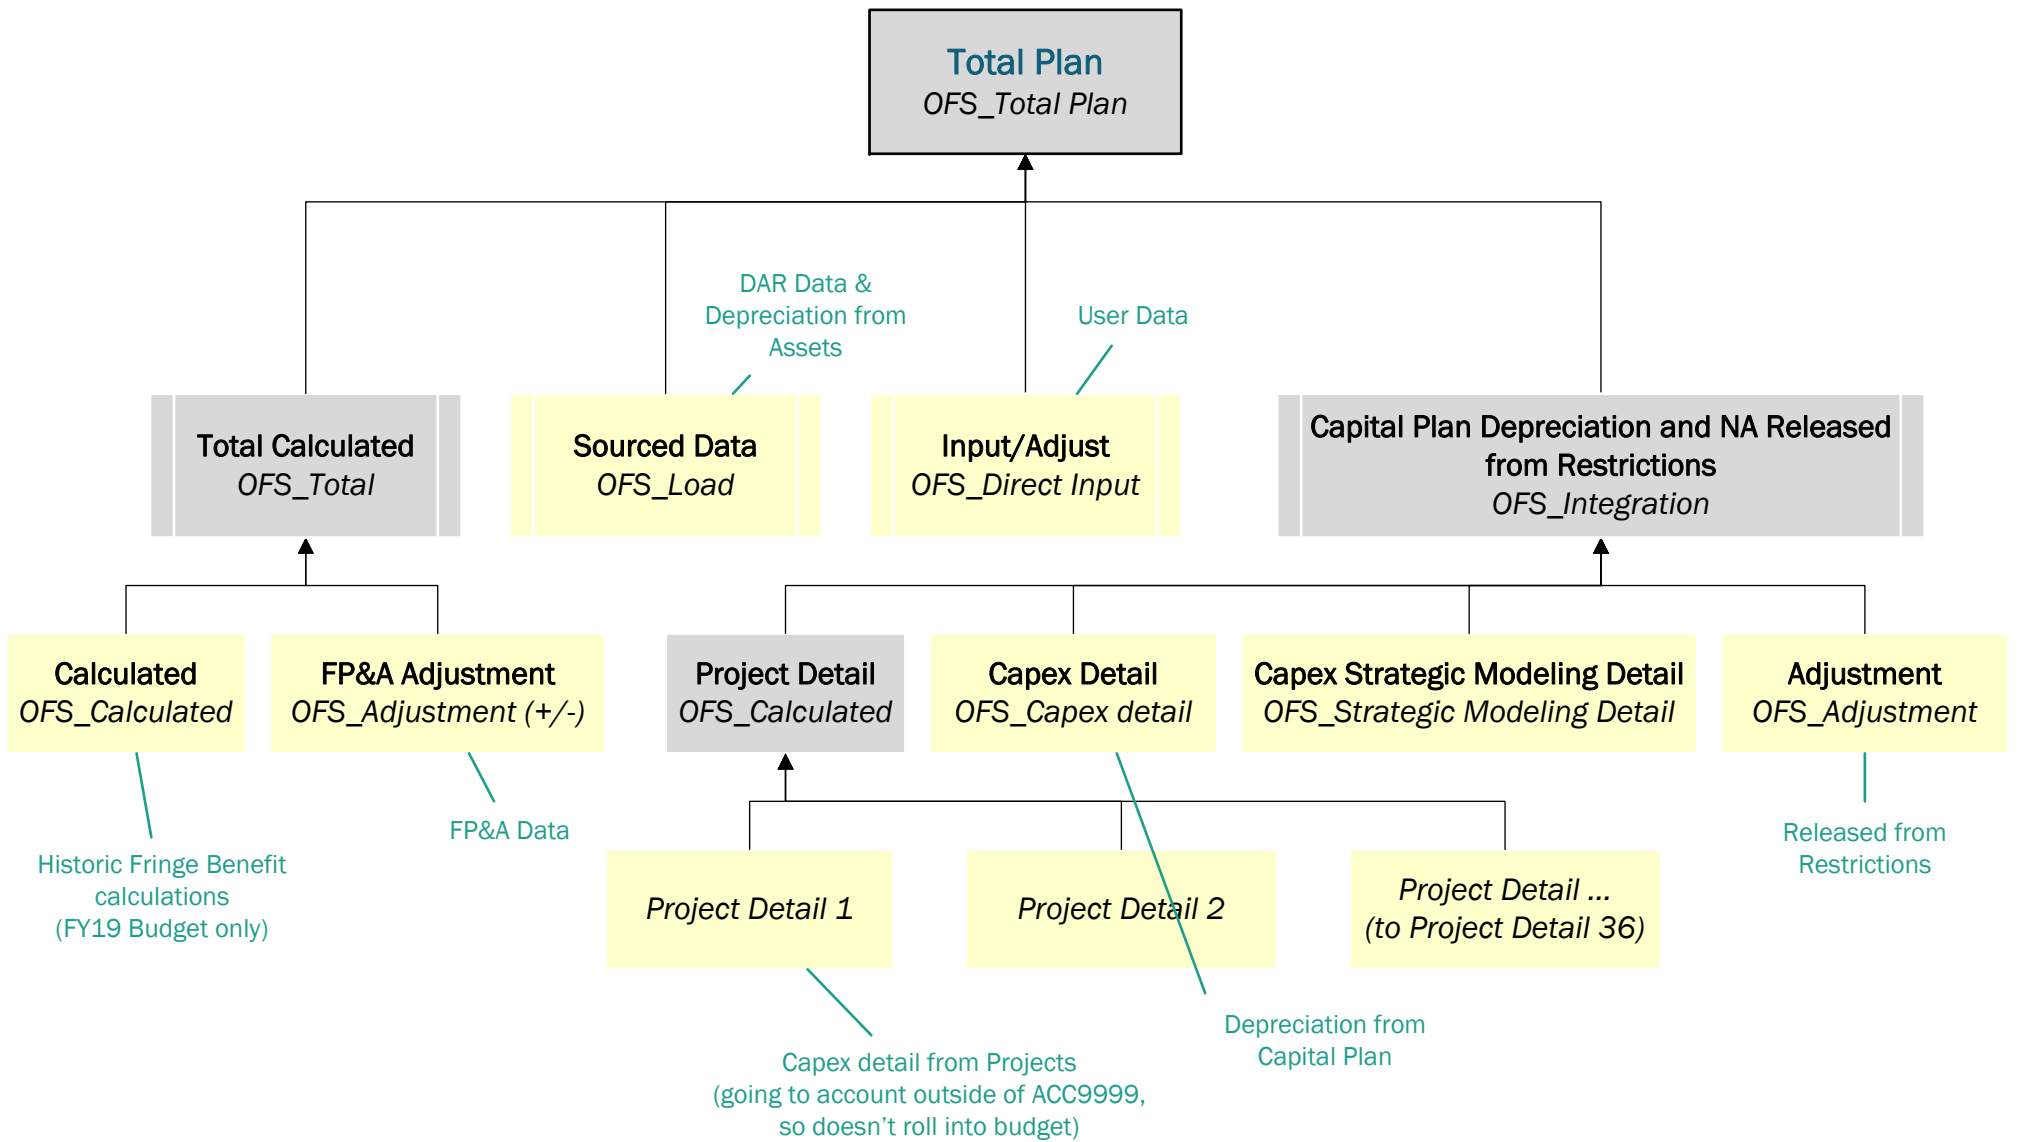 Total Plan
OFS_Total Plan
DAR Data &
Depreciation from
Assets
User Data
Total Calculated
OFS_Total
Sourced Data
OFS_Load
Input/Adjust
OFS_Direct Input
Capital Plan Depreciation and NA Released
from Restrictions
OFS_Integration
Calculated
OFS_Calculated
FP&A Adjustment
OFS_Adjustment (+/-)
Project Detail
OFS_Calculated
Capex Detail
OFS_Capex detail
Capex Strategic Modeling Detail
OFS_Strategic Modeling Detail
Adjustment
OFS_Adjustment
Historic Fringe Benefit
calculations
(FY19 Budget only)
FP&A Data
Released from
Restrictions
Project Detail 1
Project Detail 2
Project Detail ...
(to Project Detail 36)
Capex detail from Projects
(going to account outside of ACC9999,
so doesn't roll into budget)
Depreciation from
Capital Plan